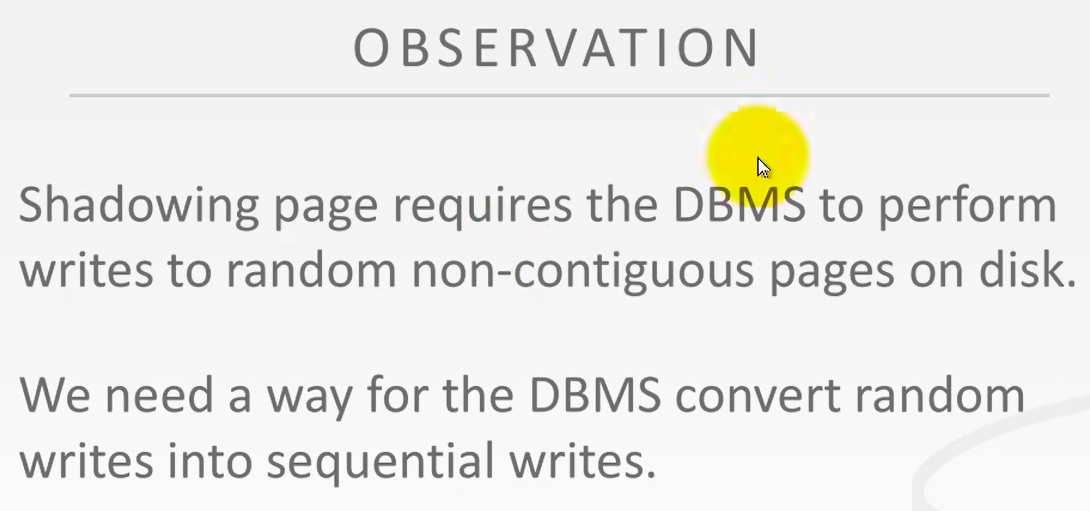 OBSERVATION
Shadowing page requires the DBMS to perform
writes to random non-contiguous pages on disk.
We need a way for the DBMS convert random
writes into sequential writes.